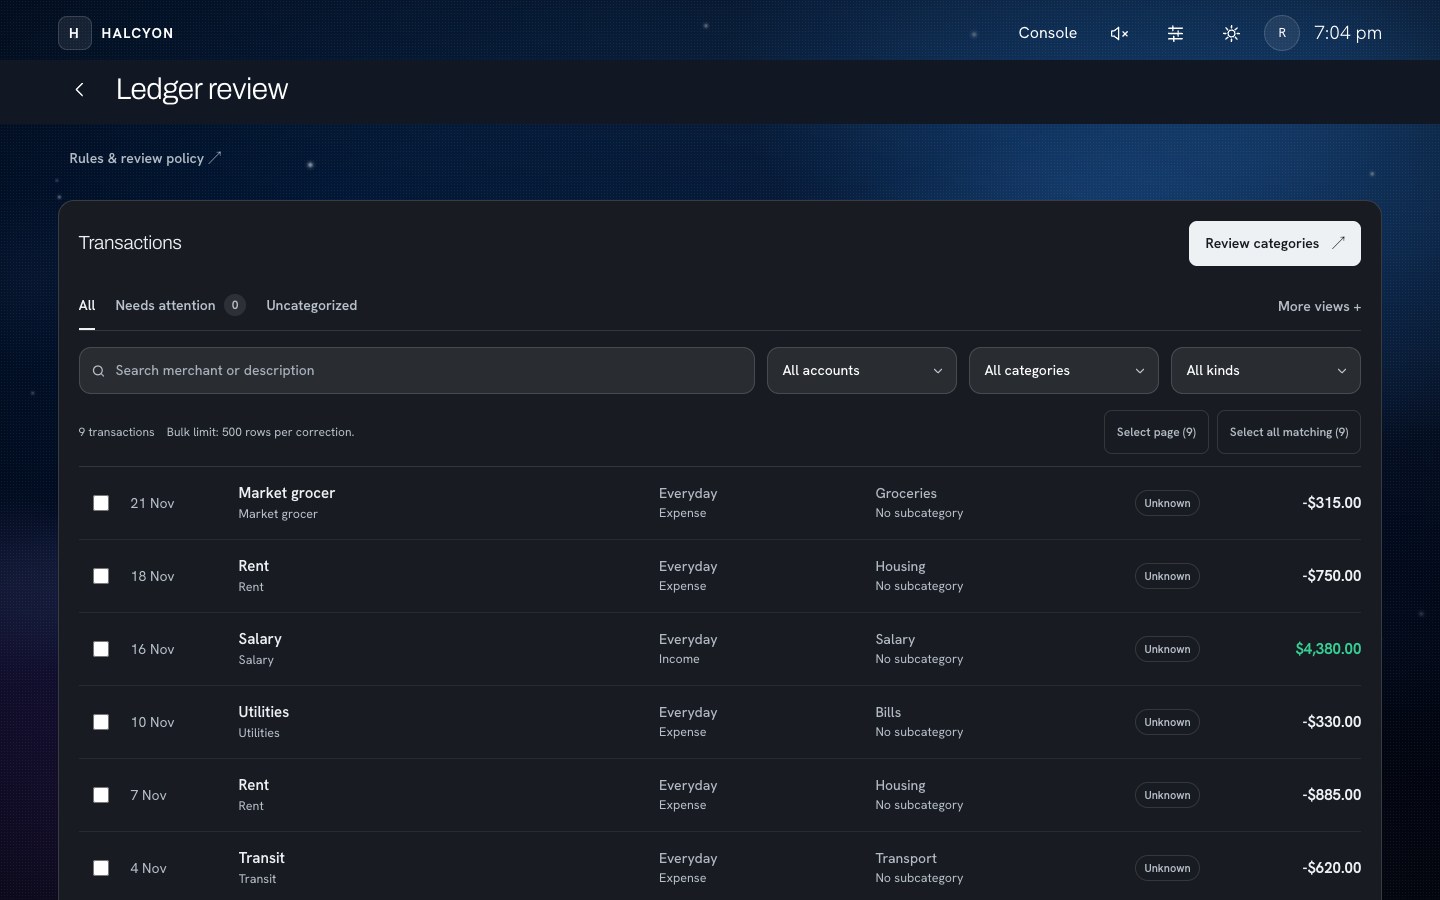 H HALCYON Console R 7:04 pm
Ledger review
Rules & review policy
Transactions Review categories
All Needs attention 0 Uncategorized More views +
Search merchant or description All accounts All categories All kinds
9 transactions Bulk limit: 500 rows per correction. Select page (9) Select all matching (9)
21 Nov Market grocer Everyday Groceries Unknown -$315.00
Market grocer Expense No subcategory
18 Nov Rent Everyday Housing Unknown -$750.00
Rent Expense No subcategory
16 Nov Salary Everyday Salary Unknown $4,380.00
Salary Income No subcategory
10 Nov Utilities Everyday Bills Unknown -$330.00
Utilities Expense No subcategory
7 Nov Rent Everyday Housing Unknown -$885.00
Rent Expense No subcategory
4 Nov Transit Everyday Transport Unknown -$620.00
Transit Expense No subcategory